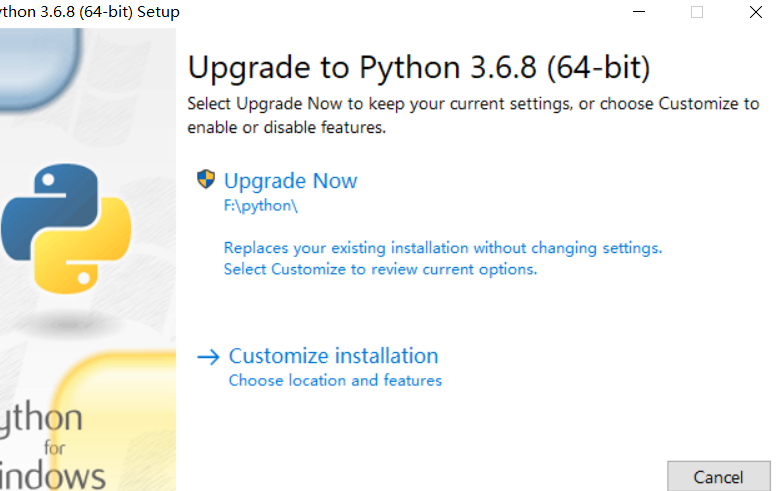 ython 3.6.8 (64-bit) Setup
Upgrade to Python 3.6.8 (64-bit)
Select Upgrade Now to keep your current settings, or choose Customize to
enable or disable features.
Upgrade Now
F:\python\
Replaces your existing installation without changing settings.
Select Customize to review current options.
Customize installation
Choose location and features
ython
for
indows
Cancel